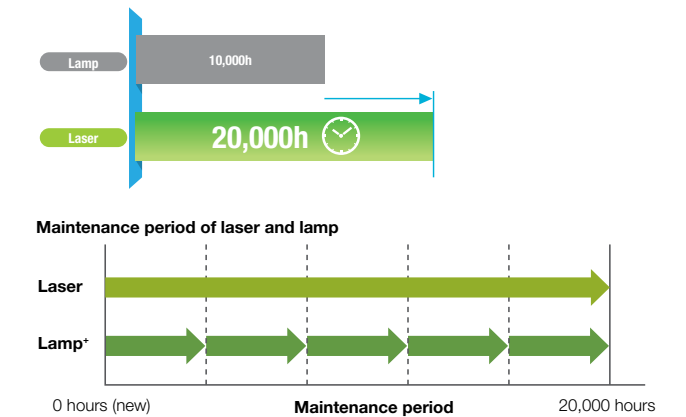 Lamp
10,000h
Laser
20,000h
Maintenance period of laser and lamp
Laser
Lamp⁺
0 hours (new)
Maintenance period
20,000 hours